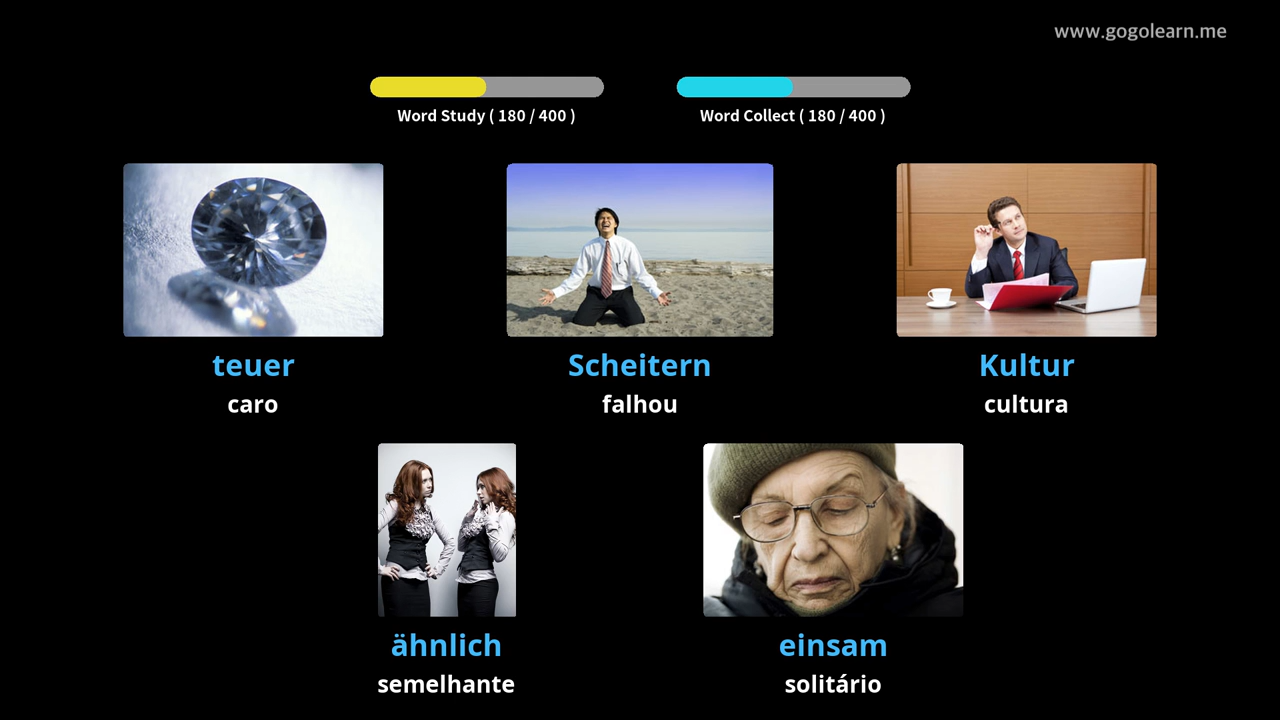 www.gogolearn.me
Word Study ( 180 / 400 )
Word Collect ( 180 / 400 )
teuer
caro
Scheitern
falhou
Kultur
cultura
ähnlich
semelhante
einsam
solitário